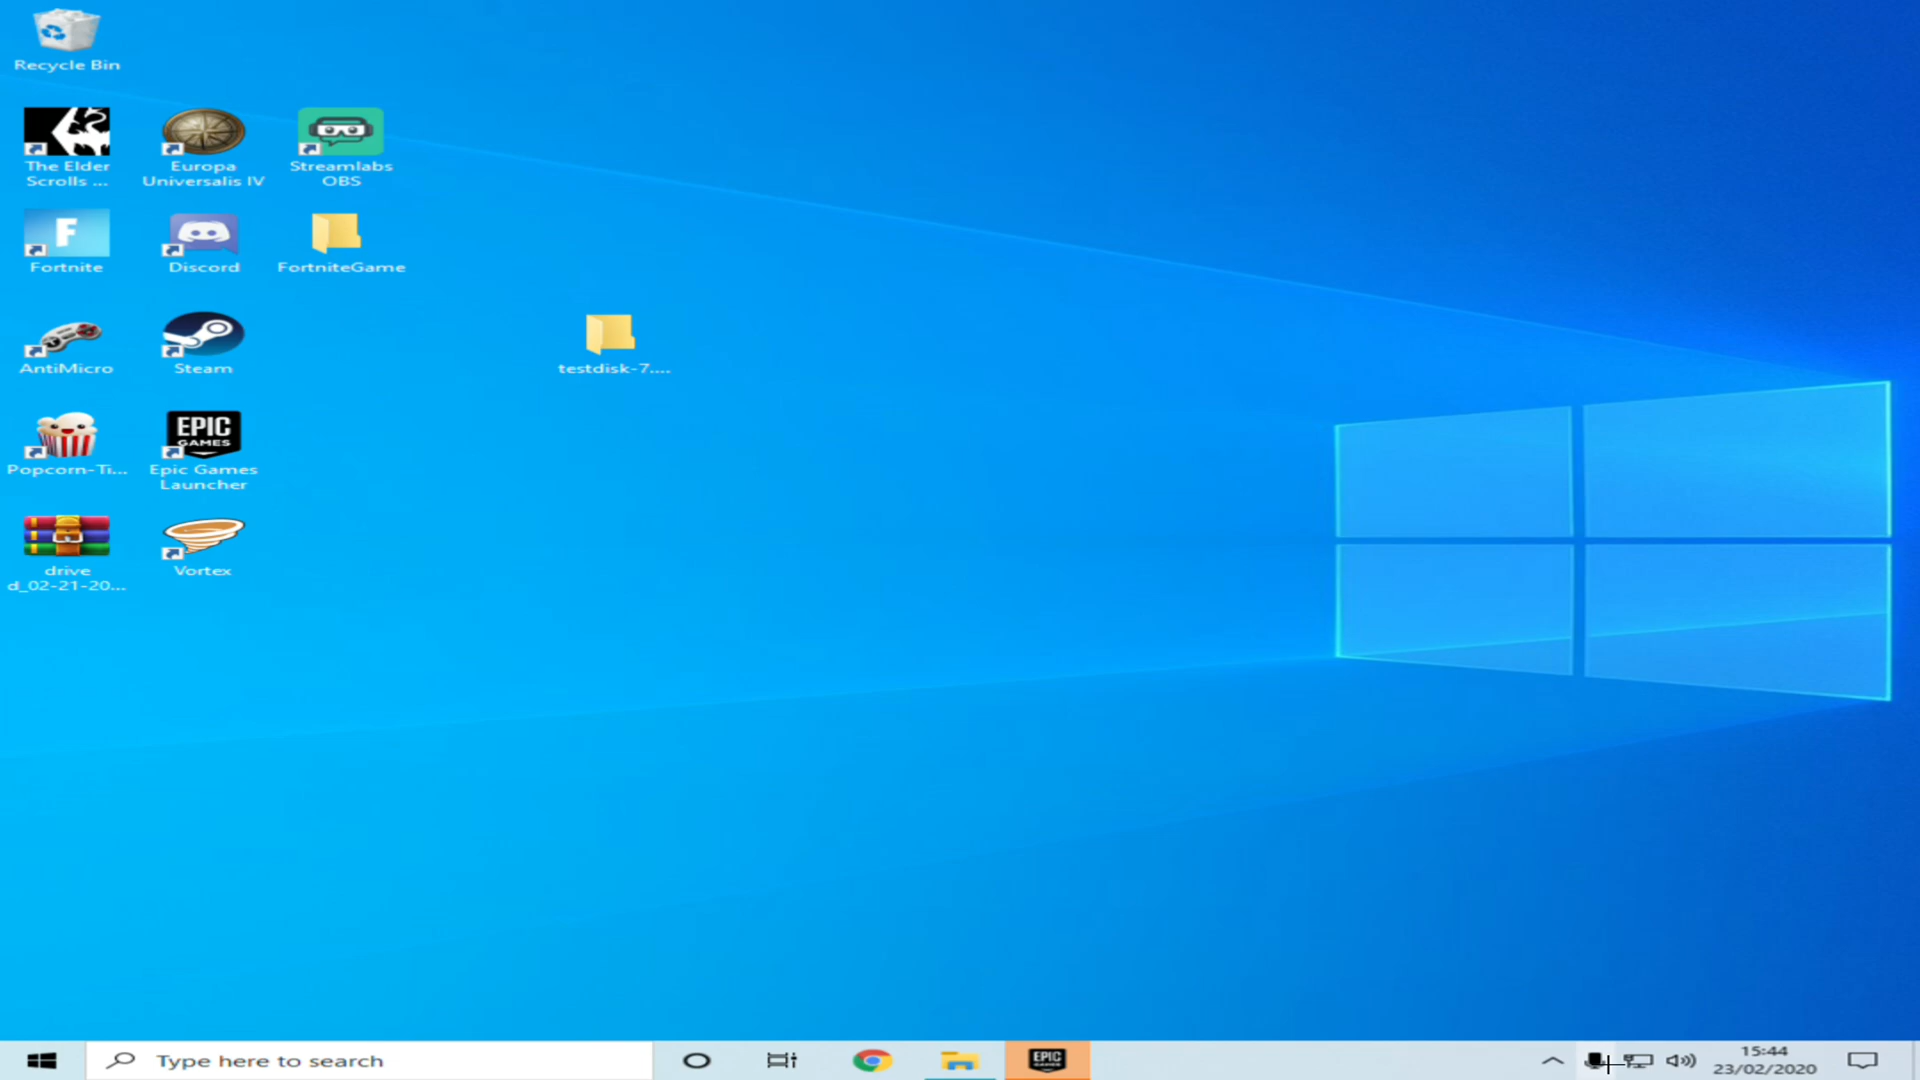 Recycle Bin
The Elder
Scrolls ...
Europa
Universalis IV
Streamlabs
OBS
F
Fortnite
Discord
FortniteGame
AntiMicro
Steam
testdisk-7....
Popcorn-Ti...
EPIC
GAMES
Epic Games
Launcher
drive
d_02-21-20...
Vortex
Type here to search
EPIC
GAMES
15:44
23/02/2020